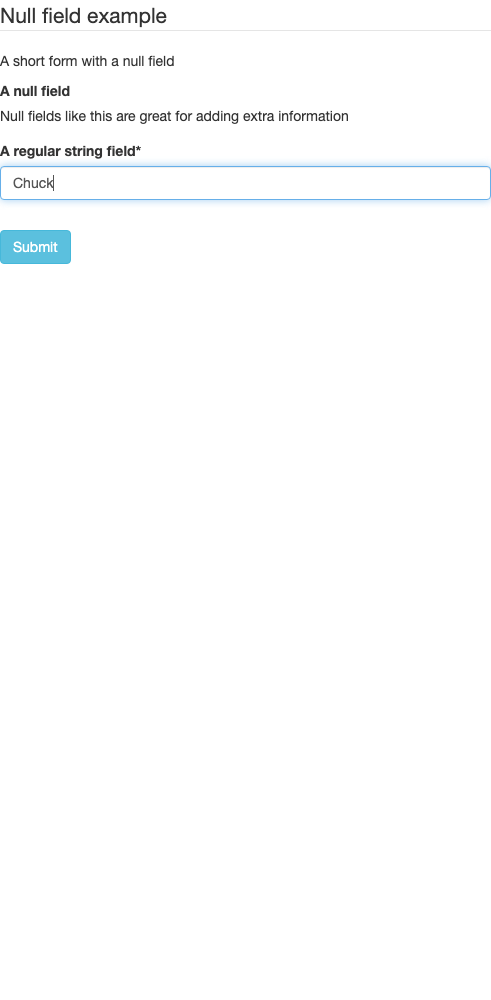 Null field example
A short form with a null field
A null field
Null fields like this are great for adding extra information
A regular string field*
Chuck
Submit